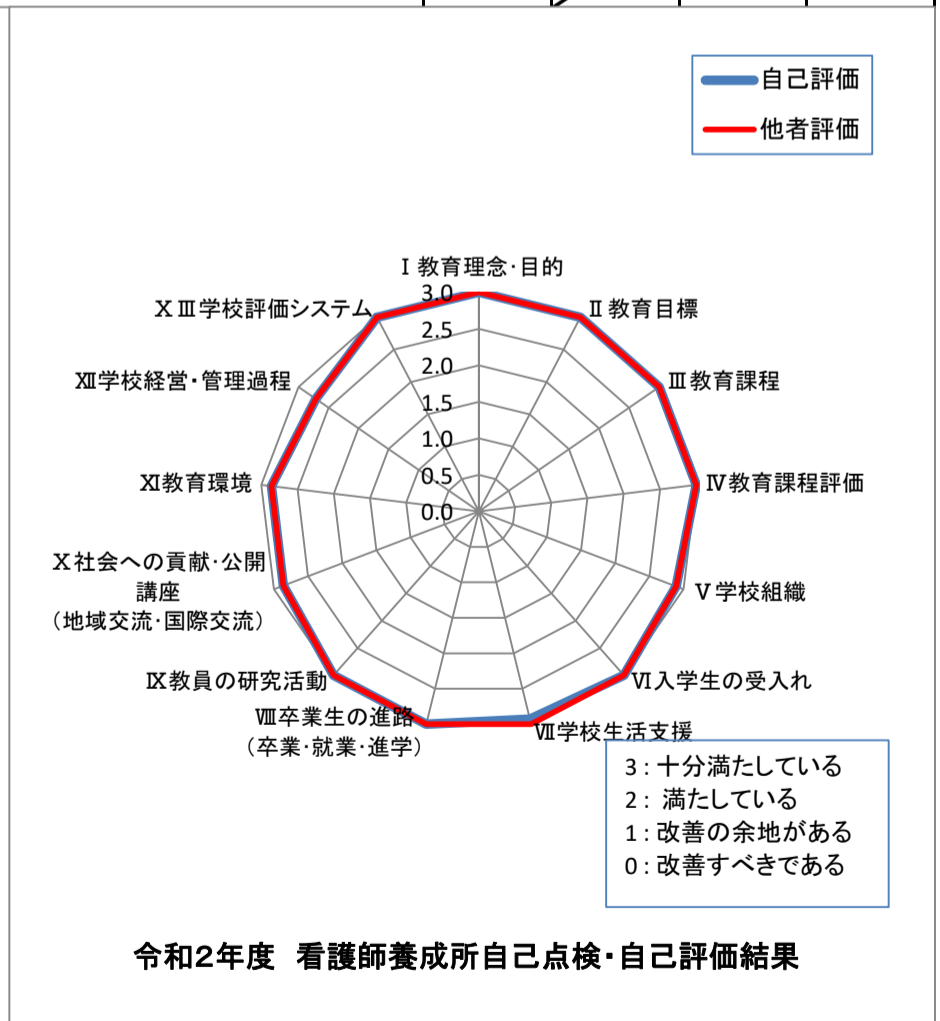 自己評価
他者評価
Ⅰ 教育理念･目的
Ⅱ 教育目標
Ⅲ 教育課程
Ⅳ教育課程評価
Ⅴ 学校組織
Ⅵ入学生の受入れ
Ⅶ学校生活支援
Ⅷ卒業生の進路
（卒業･就業･進学）
Ⅸ教員の研究活動
Ⅹ 社会への貢献･公開
講座
（地域交流･国際交流）
Ⅺ教育環境
Ⅻ学校経営・管理過程
ⅩⅢ学校評価システム
3.0
2.5
2.0
1.5
1.0
0.5
0.0
3 : 十分満たしている
2 : 満たしている
1 : 改善の余地がある
0 : 改善すべきである
令和２年度 看護師養成所自己点検・自己評価結果